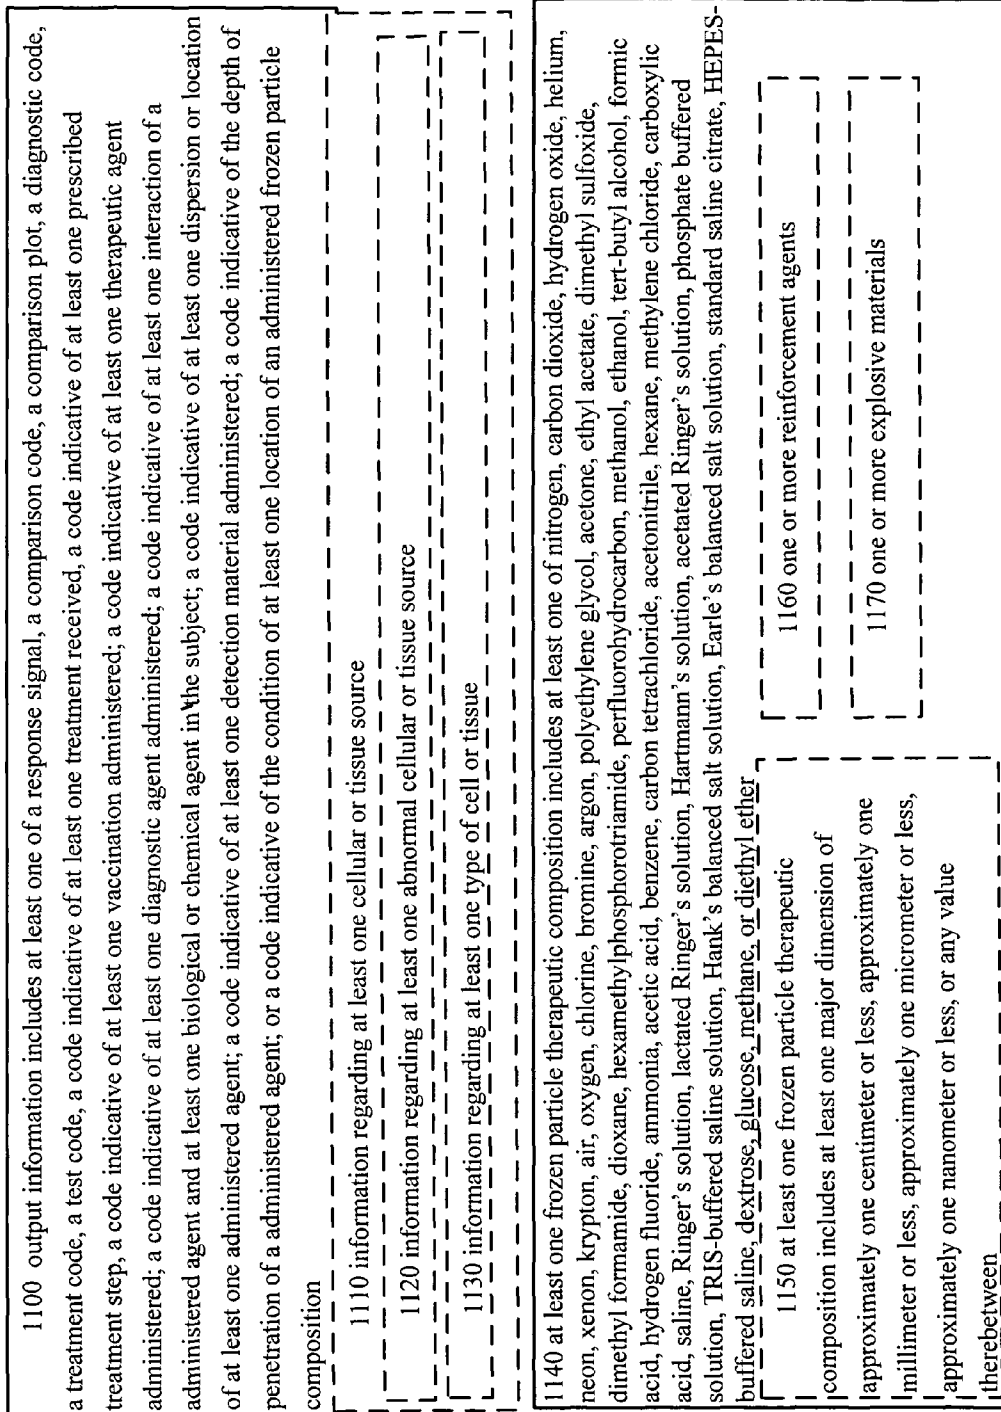 1100 output information includes at least one of a response signal, a comparison code, a comparison plot, a diagnostic code,
a treatment code, a test code, a code indicative of at least one treatment received, a code indicative of at least one prescribed
treatment step, a code indicative of at least one vaccination administered; a code indicative of at least one therapeutic agent
administered; a code indicative of at least one diagnostic agent administered; a code indicative of at least one interaction of a
administered agent and at least one biological or chemical agent in the subject; a code indicative of at least one dispersion or location
of at least one administered agent; a code indicative of at least one detection material administered; a code indicative of the depth of
penetration of a administered agent; or a code indicative of the condition of at least one location of an administered frozen particle
composition
1110 information regarding at least one cellular or tissue source
1120 information regarding at least one abnormal cellular or tissue source
1130 information regarding at least one type of cell or tissue
1140 at least one frozen particle therapeutic composition includes at least one of nitrogen, carbon dioxide, hydrogen oxide, helium,
neon, xenon, krypton, air, oxygen, chlorine, bromine, argon, polyethylene glycol, acetone, ethyl acetate, dimethyl sulfoxide,
dimethyl formamide, dioxane, hexamethylphosphorotriamide, perfluorohydrocarbon, methanol, ethanol, tert-butyl alcohol, formic
acid, hydrogen fluoride, ammonia, acetic acid, benzene, carbon tetrachloride, acetonitrile, hexane, methylene chloride, carboxylic
acid, saline, Ringer's solution, lactated Ringer's solution, Hartmann's solution, acetated Ringer's solution, phosphate buffered
solution, TRIS-buffered saline solution, Hank's balanced salt solution, Earle's balanced salt solution, standard saline citrate, HEPES-
buffered saline, dextrose, glucose, methane, or diethyl ether
1150 at least one frozen particle therapeutic
composition includes at least one major dimension of
approximately one centimeter or less, approximately one
millimeter or less, approximately one micrometer or less,
approximately one nanometer or less, or any value
therebetween
1160 one or more reinforcement agents
1170 one or more explosive materials